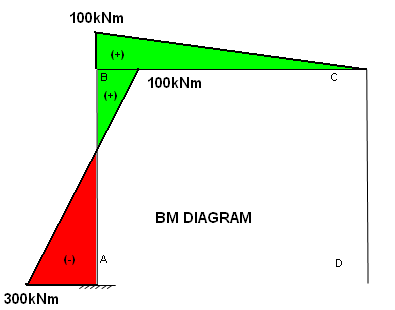 100kNm
(+)
B
C
(+)
100kNm
BM DIAGRAM
(-)
A
D
300kNm